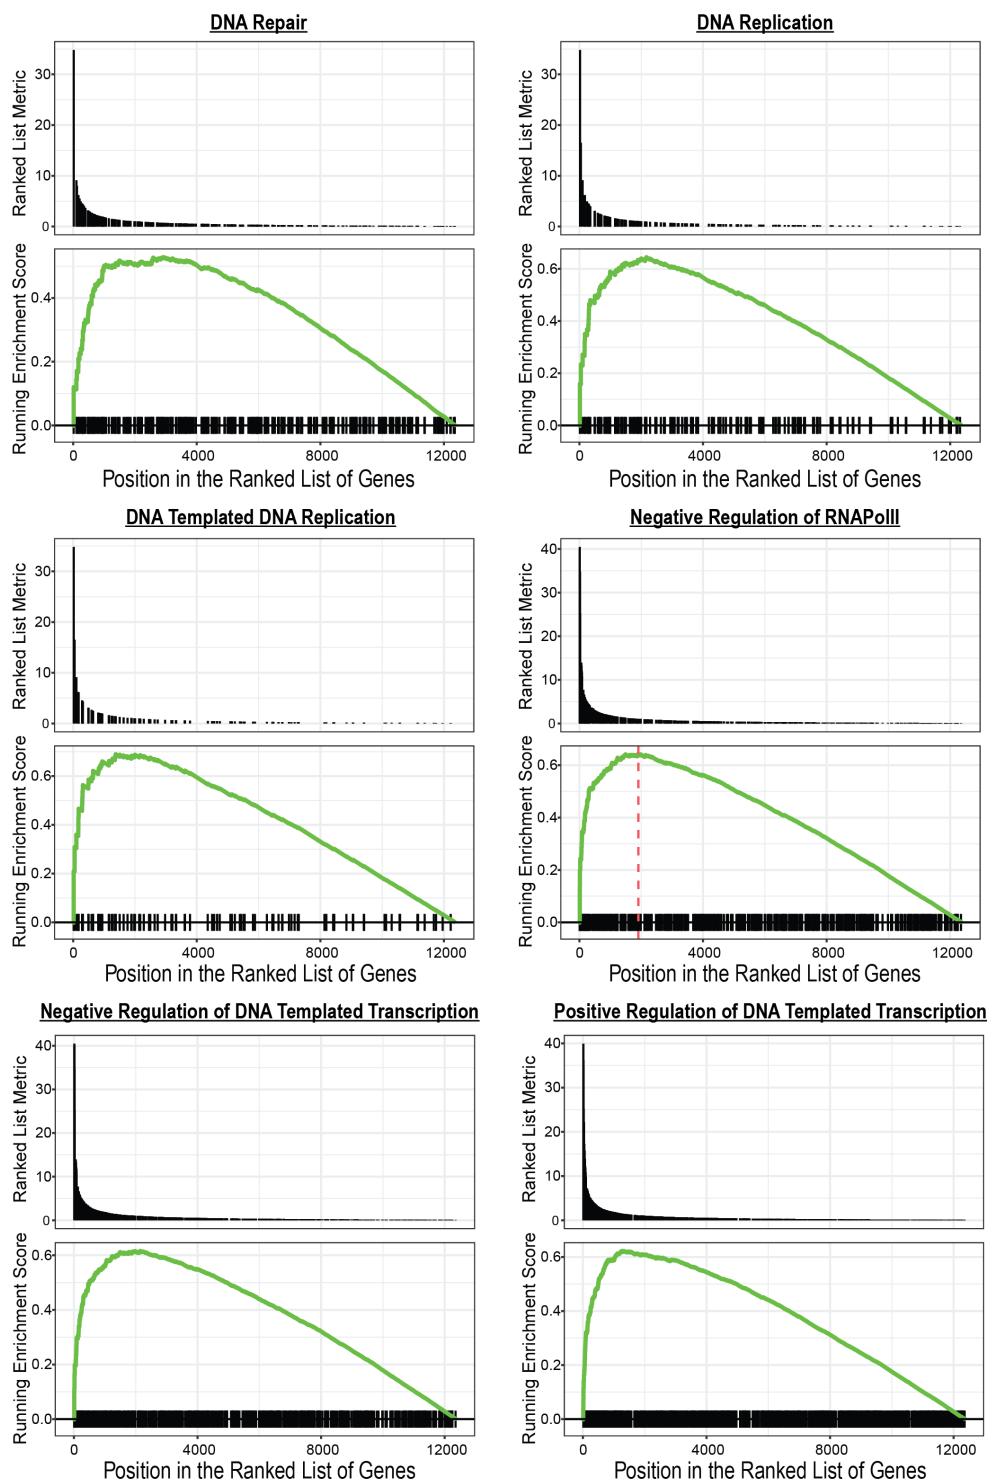 DNA Repair
Ranked List Metric
30
20
10
0
Running Enrichment Score
0.4
0.2
0.0
0 4000 8000 12000
Position in the Ranked List of Genes
DNA Replication
Ranked List Metric
30
20
10
0
Running Enrichment Score
0.6
0.4
0.2
0.0
0 4000 8000 12000
Position in the Ranked List of Genes
DNA Templated DNA Replication
Ranked List Metric
30
20
10
0
Running Enrichment Score
0.6
0.4
0.2
0.0
0 4000 8000 12000
Position in the Ranked List of Genes
Negative Regulation of RNAPolII
Ranked List Metric
40
30
20
10
0
Running Enrichment Score
0.6
0.4
0.2
0.0
0 4000 8000 12000
Position in the Ranked List of Genes
Negative Regulation of DNA Templated Transcription
Ranked List Metric
40
30
20
10
0
Running Enrichment Score
0.6
0.4
0.2
0.0
0 4000 8000 12000
Position in the Ranked List of Genes
Positive Regulation of DNA Templated Transcription
Ranked List Metric
40
30
20
10
0
Running Enrichment Score
0.6
0.4
0.2
0.0
0 4000 8000 12000
Position in the Ranked List of Genes